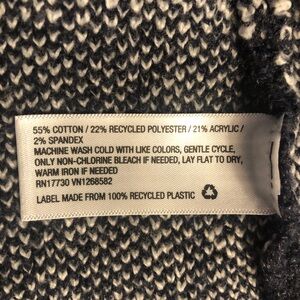 55% COTTON / 22% RECYCLED POLYESTER / 21% ACRYLIC /
2% SPANDEX
MACHINE WASH COLD WITH LIKE COLORS, GENTLE CYCLE,
ONLY NON-CHLORINE BLEACH IF NEEDED, LAY FLAT TO DRY,
WARM IRON IF NEEDED
RN17730 VN1268582
LABEL MADE FROM 100% RECYCLED PLASTIC